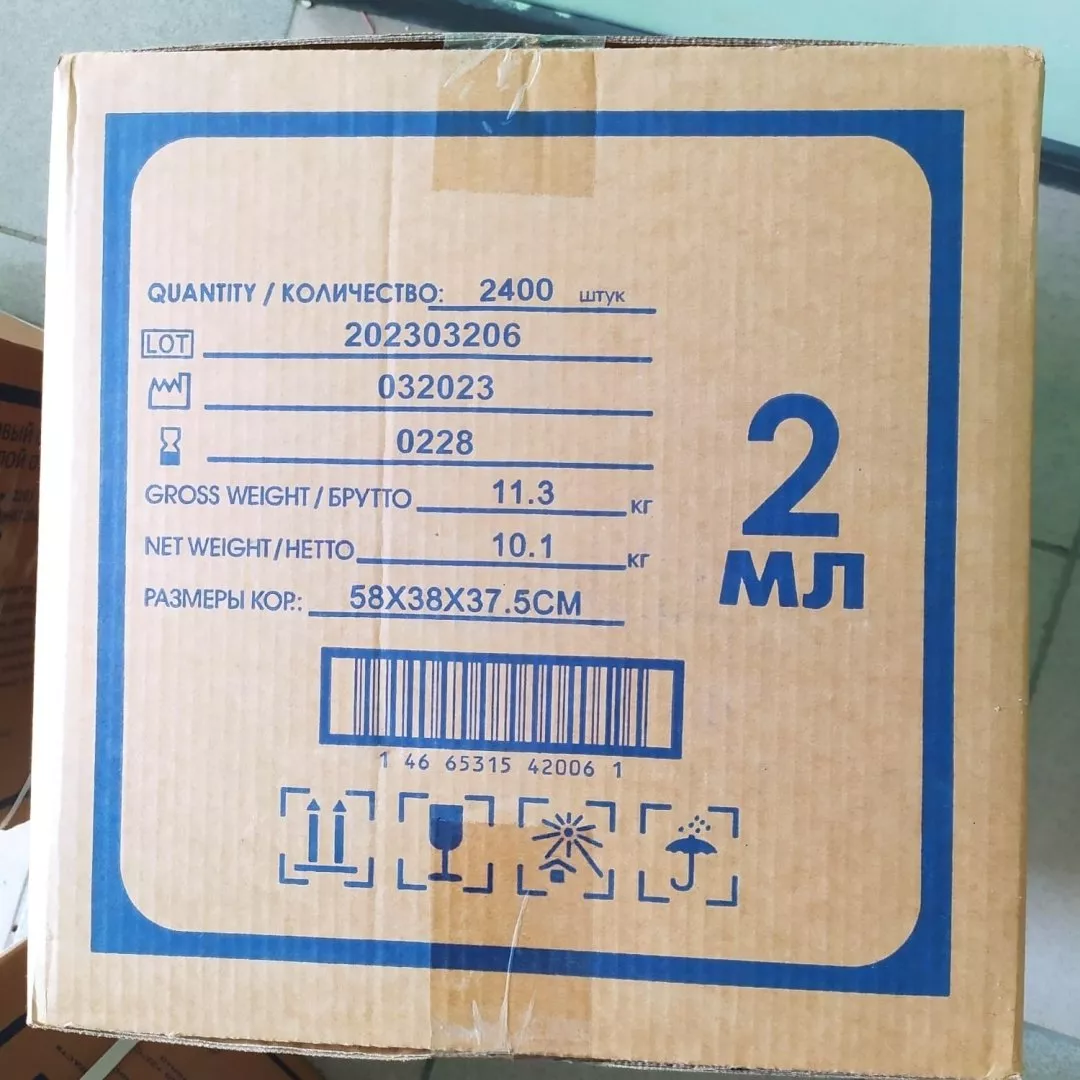 QUANTITY / КОЛИЧЕСТВО: 2400 штук
LOT 202303206
032023
0228
GROSS WEIGHT / БРУТТО 11.3 кг
NET WEIGHT / НЕТТО 10.1 кг
РАЗМЕРЫ КОР.: 58X38X37.5CM
2
МЛ
1 46 65315 42006 1